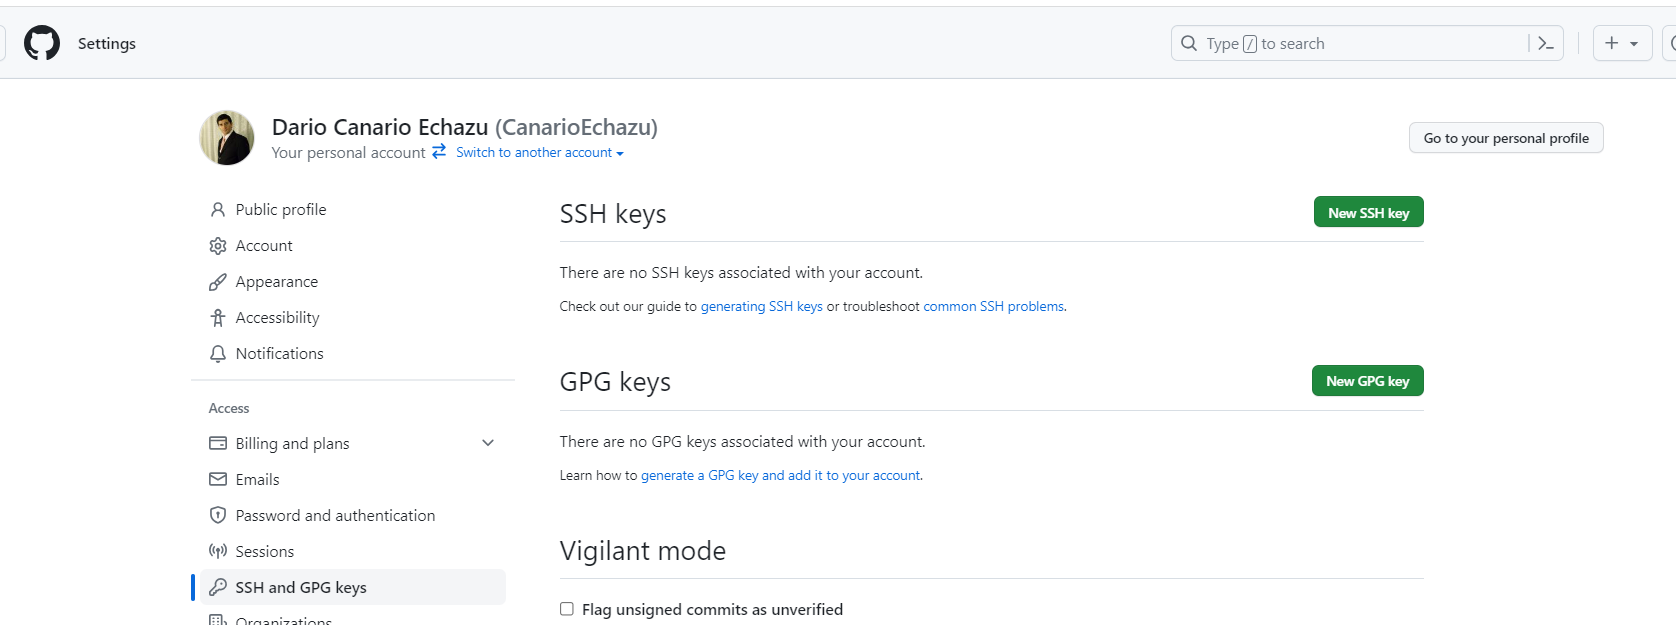 Settings
Type / to search
Dario Canario Echazu (CanarioEchazu)
Your personal account Switch to another account
Go to your personal profile
Public profile
Account
Appearance
Accessibility
Notifications
Access
Billing and plans
Emails
Password and authentication
Sessions
SSH and GPG keys
Organizations
SSH keys
New SSH key
There are no SSH keys associated with your account.
Check out our guide to generating SSH keys or troubleshoot common SSH problems.
GPG keys
New GPG key
There are no GPG keys associated with your account.
Learn how to generate a GPG key and add it to your account.
Vigilant mode
Flag unsigned commits as unverified